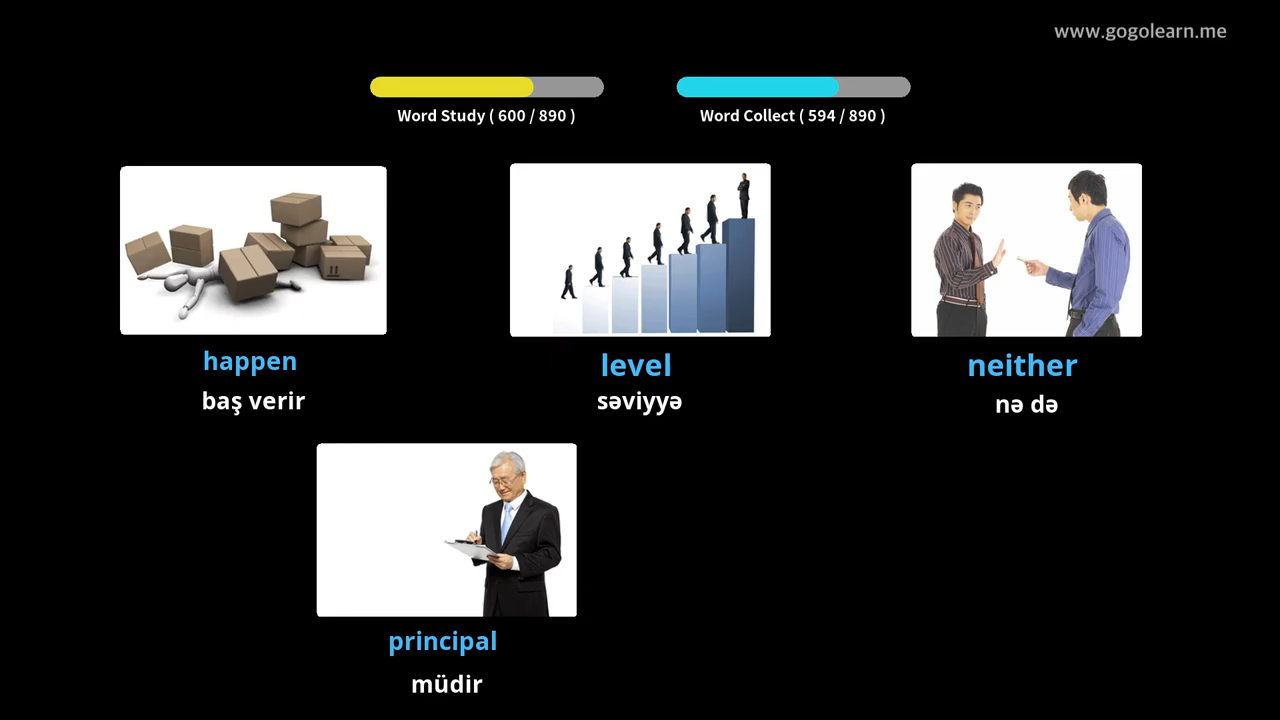 www.gogolearn.me
Word Study ( 600 / 890 )
Word Collect ( 594 / 890 )
happen
level
neither
baş verir
səviyyə
nə də
principal
müdir